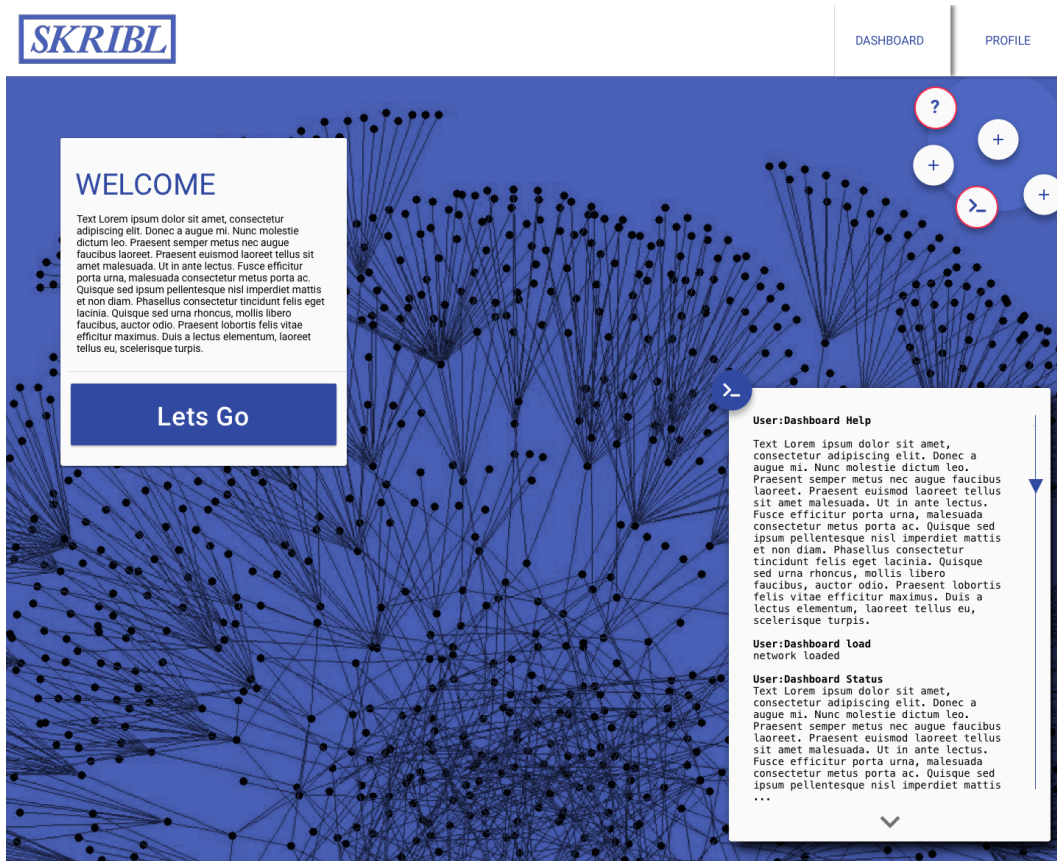 SKRIBL
DASHBOARD
PROFILE
?
+
+
+
>_
WELCOME
Text Lorem ipsum dolor sit amet, consectetur
adipiscing elit. Donec a augue mi. Nunc molestie
dictum leo. Praesent semper metus nec augue
faucibus laoreet. Praesent euismod laoreet tellus sit
amet malesuada. Ut in ante lectus. Fusce efficitur
porta urna, malesuada consectetur metus porta ac.
Quisque sed ipsum pellentesque nisl imperdiet mattis
et non diam. Phasellus consectetur tincidunt felis eget
lacinia. Quisque sed urna rhoncus, mollis libero
faucibus, auctor odio. Praesent lobortis felis vitae
efficitur maximus. Duis a lectus elementum, laoreet
tellus eu, scelerisque turpis.
Lets Go
>_
User:Dashboard Help
Text Lorem ipsum dolor sit amet,
consectetur adipiscing elit. Donec a
augue mi. Nunc molestie dictum leo.
Praesent semper metus nec augue faucibus
laoreet. Praesent euismod laoreet tellus
sit amet malesuada. Ut in ante lectus.
Fusce efficitur porta urna, malesuada
consectetur metus porta ac. Quisque sed
ipsum pellentesque nisl imperdiet mattis
et non diam. Phasellus consectetur
tincidunt felis eget lacinia. Quisque
sed urna rhoncus, mollis libero
faucibus, auctor odio. Praesent lobortis
felis vitae efficitur maximus. Duis a
lectus elementum, laoreet tellus eu,
scelerisque turpis.
User:Dashboard load
network loaded
User:Dashboard Status
Text Lorem ipsum dolor sit amet,
consectetur adipiscing elit. Donec a
augue mi. Nunc molestie dictum leo.
Praesent semper metus nec augue faucibus
laoreet. Praesent euismod laoreet tellus
sit amet malesuada. Ut in ante lectus.
Fusce efficitur porta urna, malesuada
consectetur metus porta ac. Quisque sed
ipsum pellentesque nisl imperdiet mattis
...